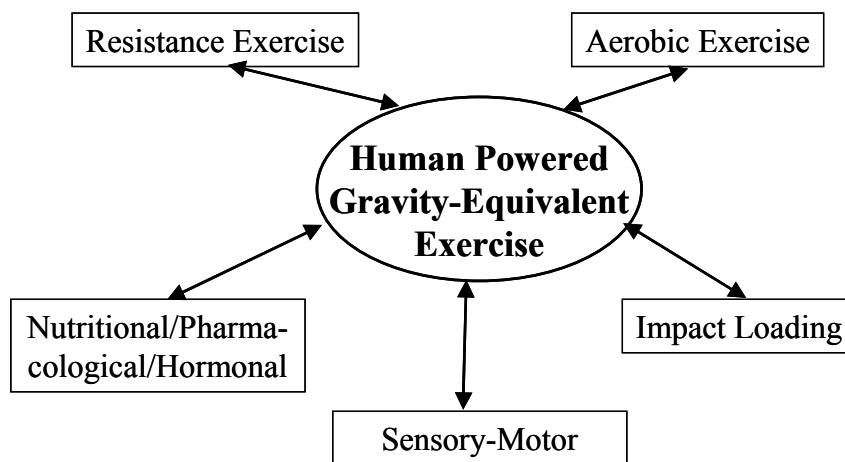 Resistance Exercise
Aerobic Exercise
Human Powered
Gravity-Equivalent
Exercise
Nutritional/Pharma-
cological/Hormonal
Impact Loading
Sensory-Motor